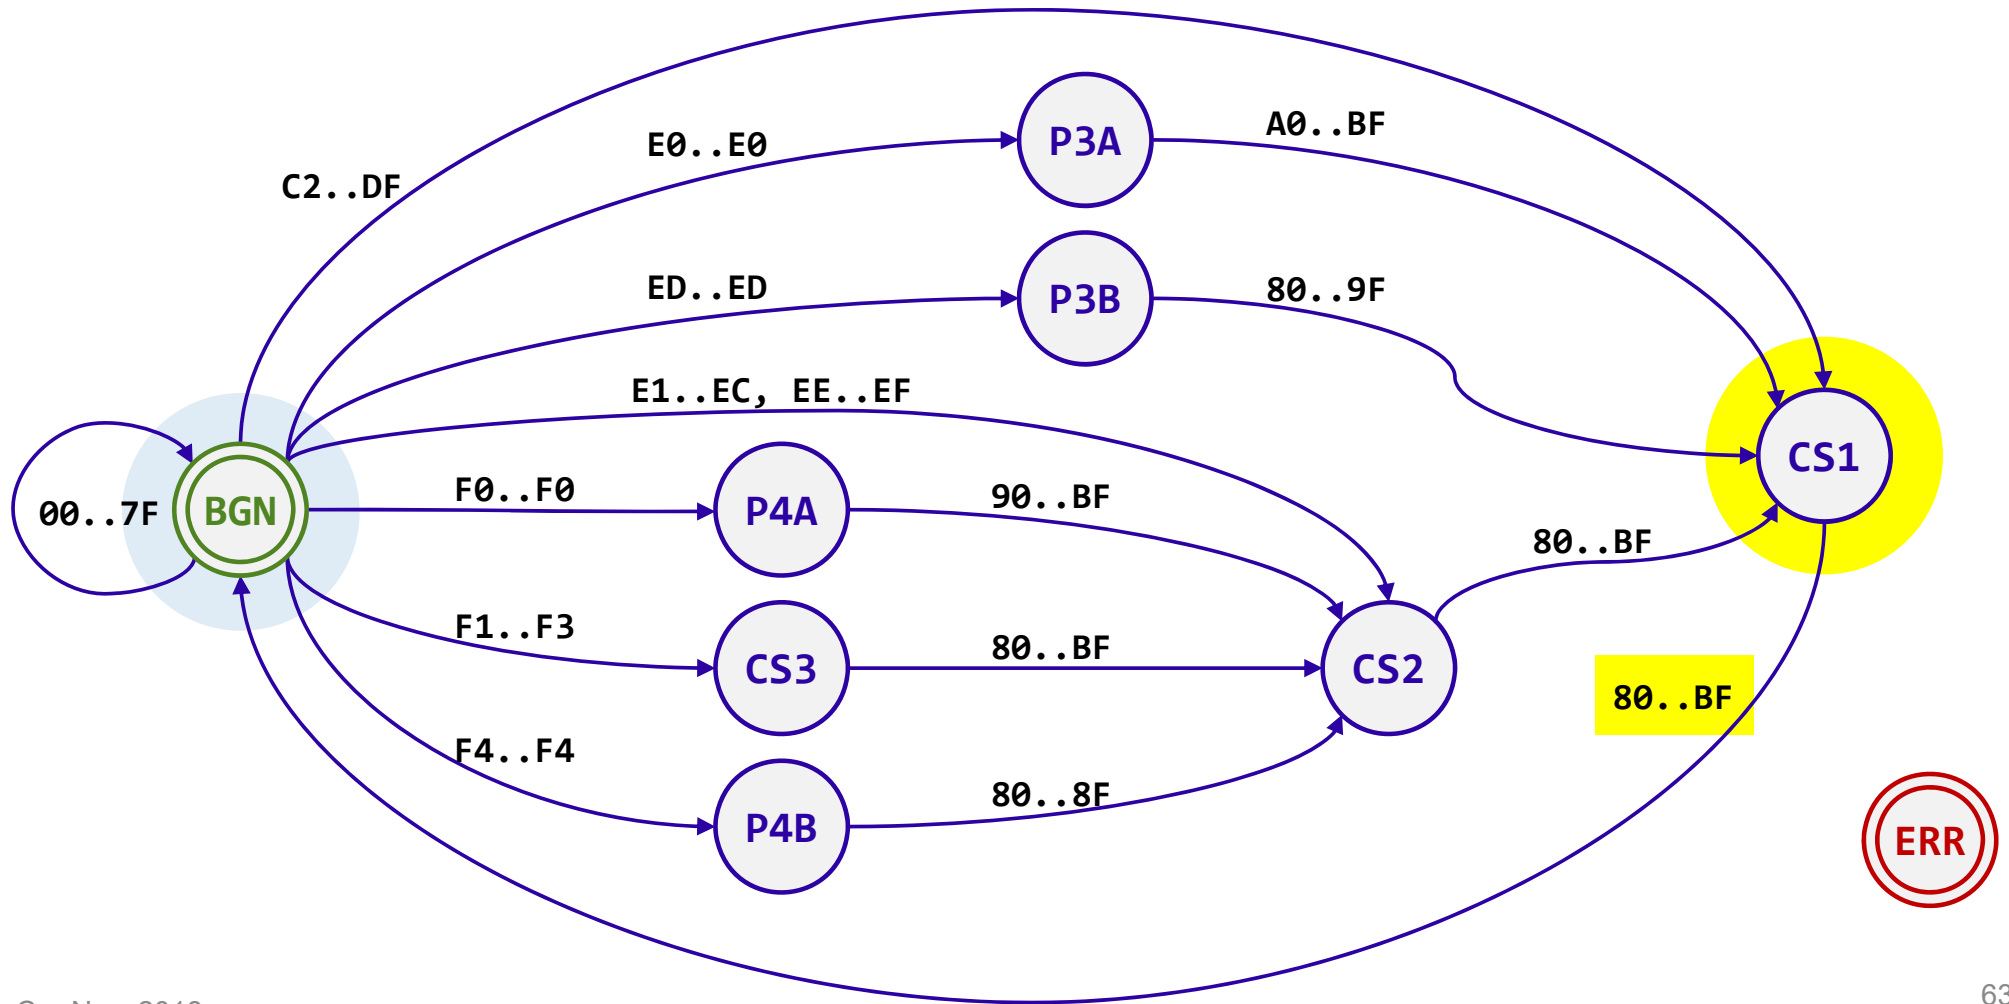 C2..DF
E0..E0
P3A
A0..BF
ED..ED
P3B
80..9F
E1..EC, EE..EF
00..7F
BGN
F0..F0
P4A
90..BF
CS1
80..BF
F1..F3
CS3
80..BF
CS2
80..BF
F4..F4
P4B
80..8F
ERR
63